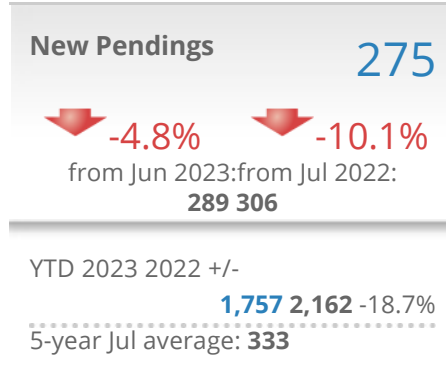 New Pendings 275
-4.8% -10.1%
from Jun 2023:from Jul 2022:
289 306
YTD 2023 2022 +/-
1,757 2,162 -18.7%
5-year Jul average: 333